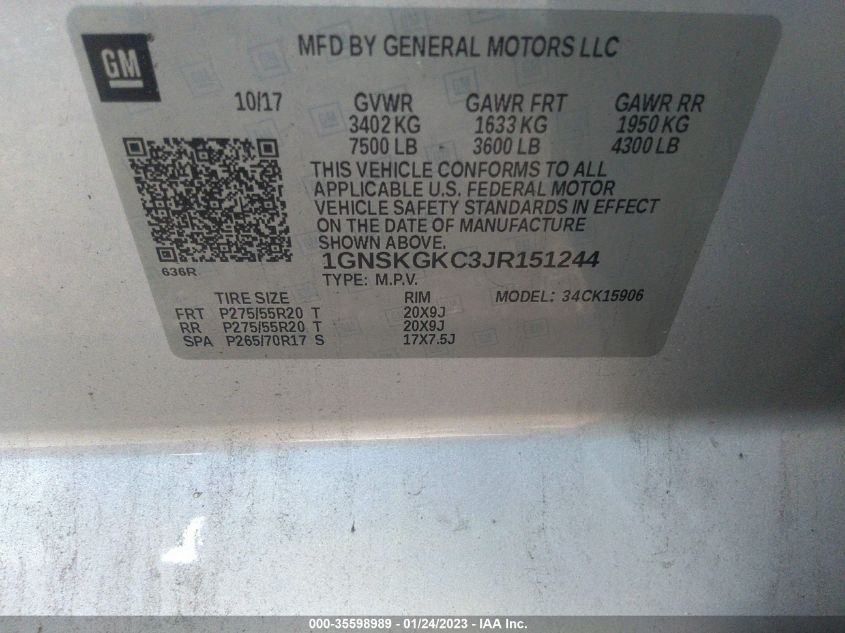 GM
MFD BY GENERAL MOTORS LLC
10/17 GVWR GAWR FRT GAWR RR
3402 KG 1633 KG 1950 KG
7500 LB 3600 LB 4300 LB
THIS VEHICLE CONFORMS TO ALL
APPLICABLE U.S. FEDERAL MOTOR
VEHICLE SAFETY STANDARDS IN EFFECT
ON THE DATE OF MANUFACTURE
SHOWN ABOVE.
636R
1GNSKGKC3JR151244
TYPE: M.P.V.
TIRE SIZE RIM MODEL: 34CK15906
FRT P275/55R20 T 20X9J
RR P275/55R20 T 20X9J
SPA P265/70R17 S 17X7.5J
000-35598989 — 01/24/2023 — IAA Inc.